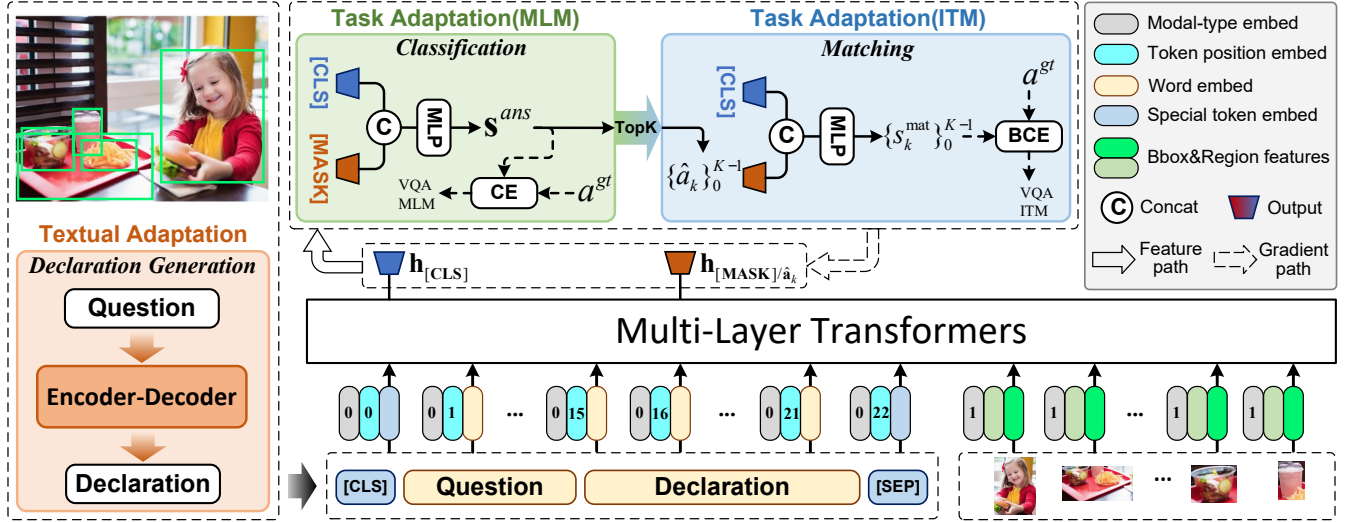 Textual Adaptation
Declaration Generation
Question
Encoder-Decoder
Declaration
Task Adaptation(MLM)
Classification
[CLS]
[MASK]
C
MLP
s^{ans}
CE
a^{gt}
VQA
MLM
TopK
{â_k}_0^{K-1}
Task Adaptation(ITM)
Matching
[CLS]
C
MLP
{s_k^{mat}}_0^{K-1}
a^{gt}
BCE
VQA
ITM
Modal-type embed
Token position embed
Word embed
Special token embed
Bbox&Region features
C Concat
Output
Feature path
Gradient path
h_{[CLS]}
h_{[MASK]/â_k}
Multi-Layer Transformers
0 0
0 1
...
0 15
0 16
...
0 21
0 22
1
1
...
1
1
[CLS] Question Declaration [SEP]
...